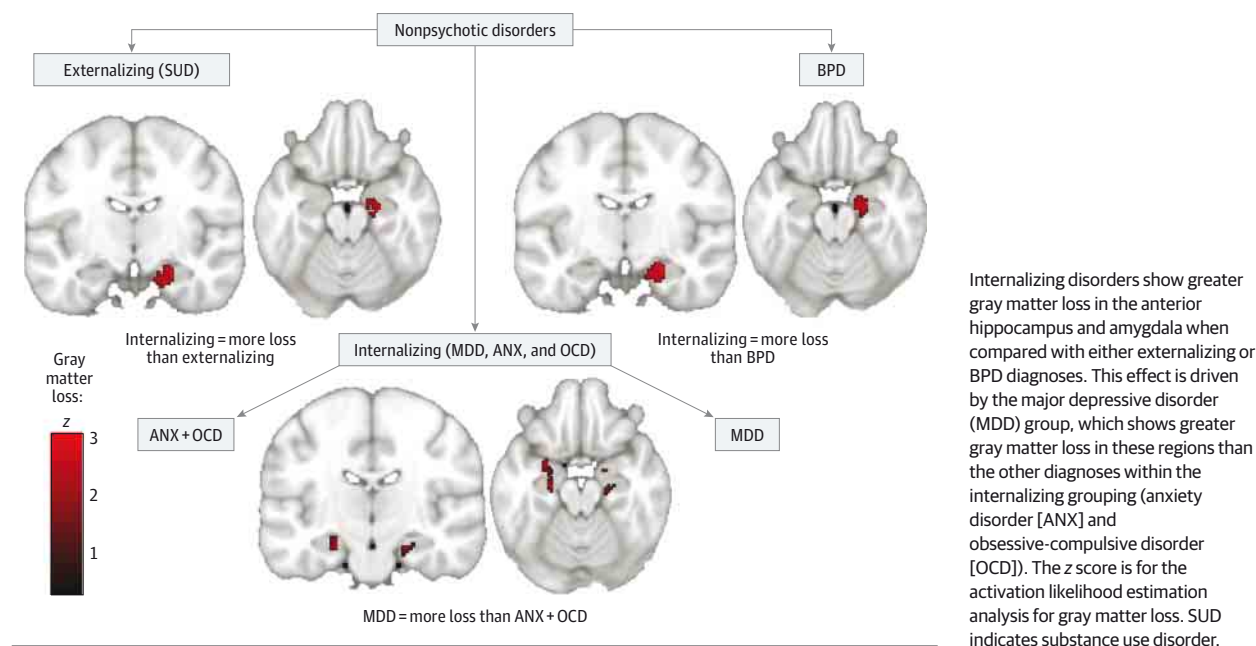 Nonpsychotic disorders
Externalizing (SUD)
BPD
Internalizing = more loss
than externalizing
Internalizing = more loss
than BPD
Internalizing (MDD, ANX, and OCD)
Gray
matter
loss:
z
3
2
1
ANX + OCD
MDD
MDD = more loss than ANX + OCD
Internalizing disorders show greater
gray matter loss in the anterior
hippocampus and amygdala when
compared with either externalizing or
BPD diagnoses. This effect is driven
by the major depressive disorder
(MDD) group, which shows greater
gray matter loss in these regions than
the other diagnoses within the
internalizing grouping (anxiety
disorder [ANX] and
obsessive-compulsive disorder
[OCD]). The z score is for the
activation likelihood estimation
analysis for gray matter loss. SUD
indicates substance use disorder.